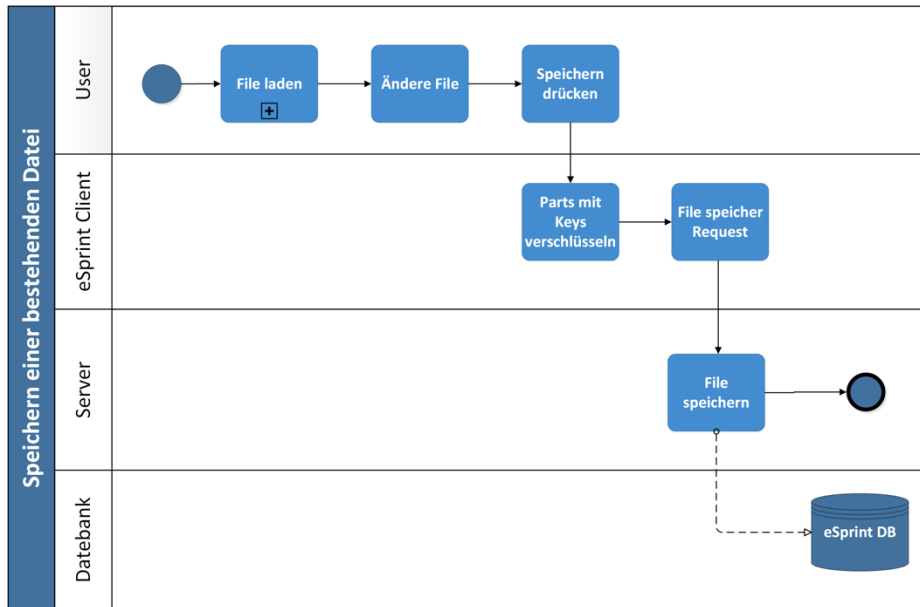 Speichern einer bestehenden Datei
User
File laden
Ändere File
Speichern
drücken
eSprint Client
Parts mit
Keys
verschlüsseln
File speicher
Request
Server
File
speichern
Datebank
eSprint DB